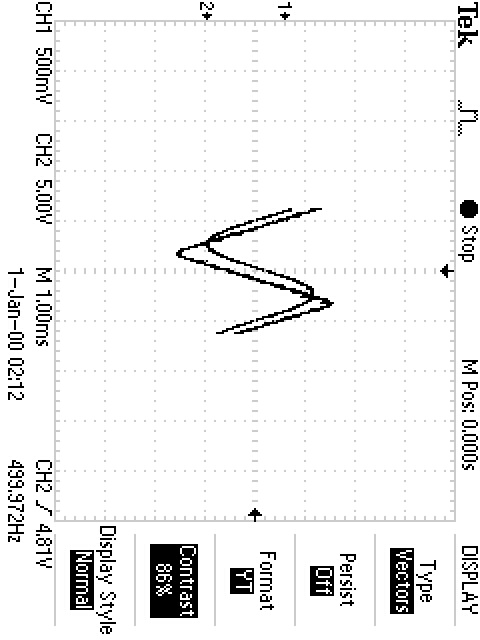 Tek
Stop
M Pos: 0.000s
DISPLAY
Type
Vectors
Persist
Off
Format
YT
Contrast
86%
Display Style
Normal
1
2
CH1 500mV
CH2 5.00V
M 1.00ms
CH2 / 4.81V
1-Jan-00 02:12
499.972Hz